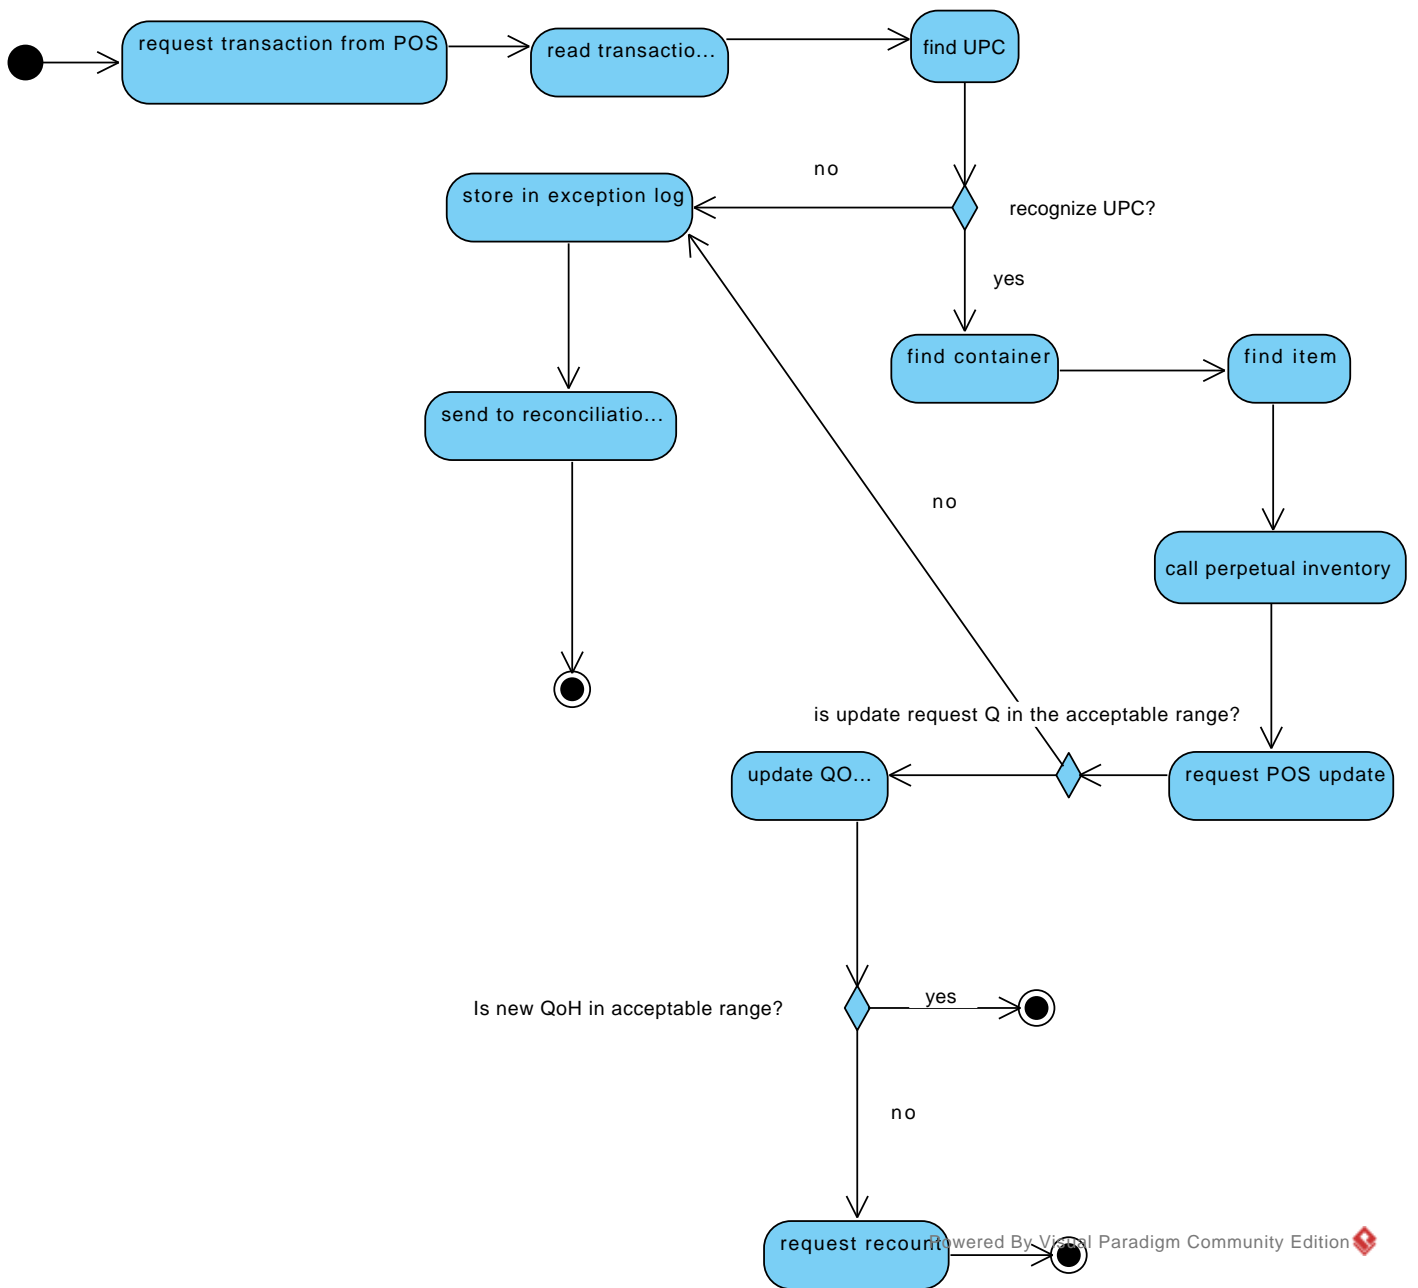 request transaction from POS
read transactio...
find UPC
no
store in exception log
recognize UPC?
yes
find container
find item
send to reconciliatio...
no
call perpetual inventory
is update request Q in the acceptable range?
update QO...
request POS update
Is new QoH in acceptable range?
yes
no
request recount
Powered By Visual Paradigm Community Edition